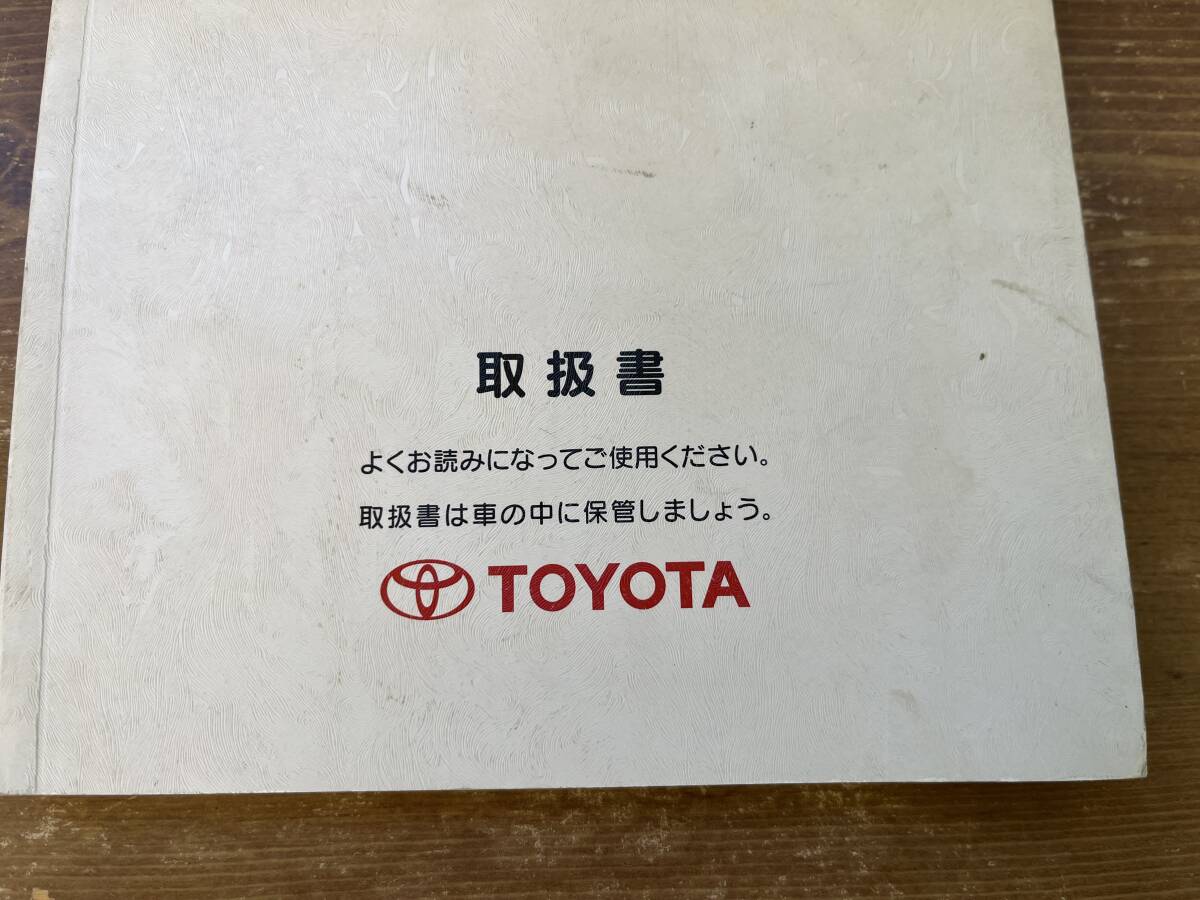 取扱書
よくお読みになってご使用ください。
取扱書は車の中に保管しましょう。
TOYOTA